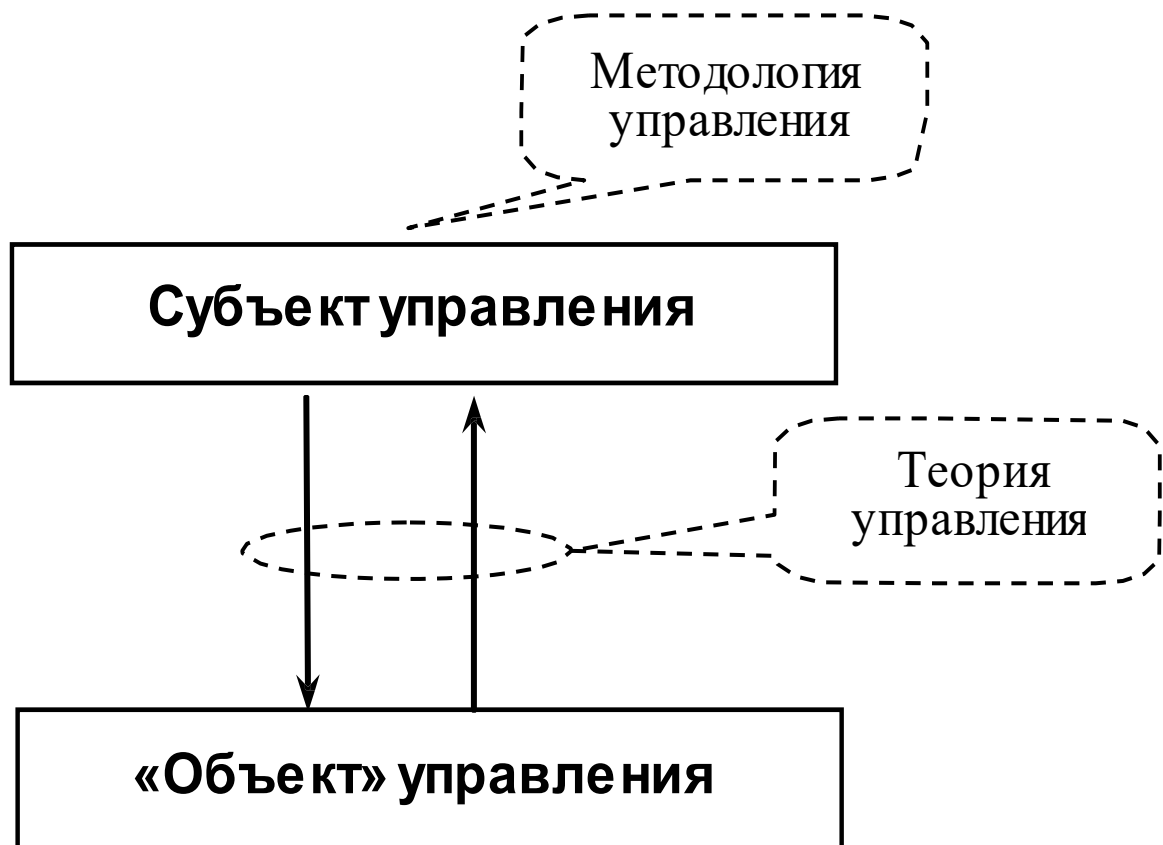 Методология
управления
Субъект управления
Теория
управления
«Объект» управления